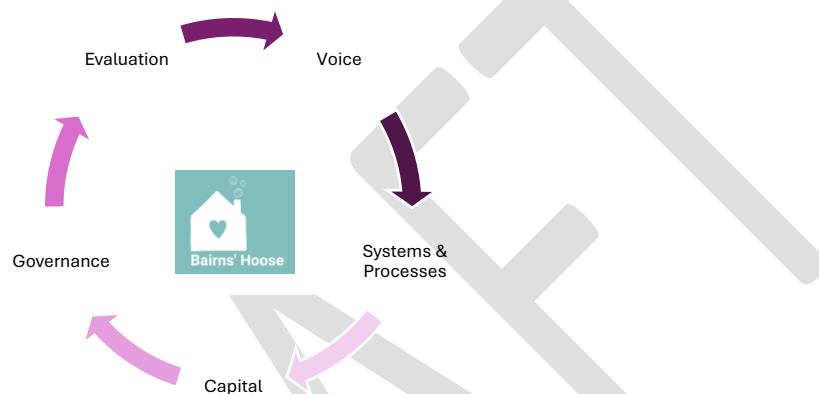 Evaluation
Voice
Systems &
Processes
Capital
Governance
Bairns' Hoose